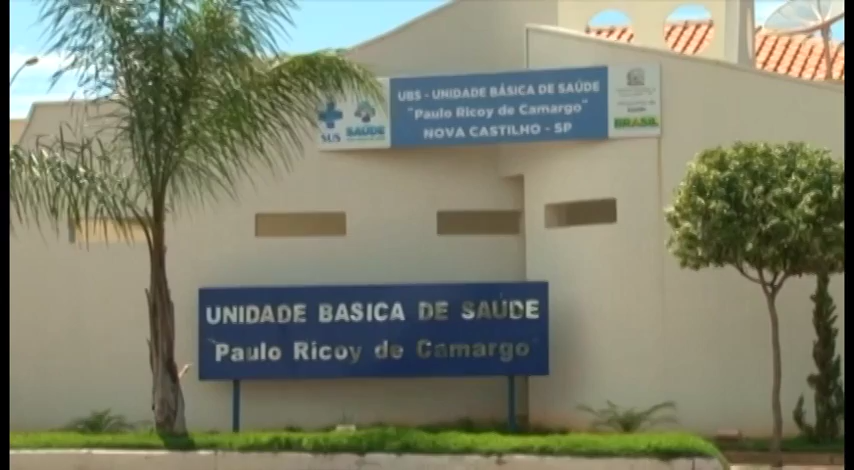 UBS - UNIDADE BÁSICA DE SAÚDE
"Paulo Ricoy de Camargo"
NOVA CASTILHO - SP
SUS
SAÚDE
BRASIL
UNIDADE BASICA DE SAÚDE
"Paulo Ricoy de Camargo"